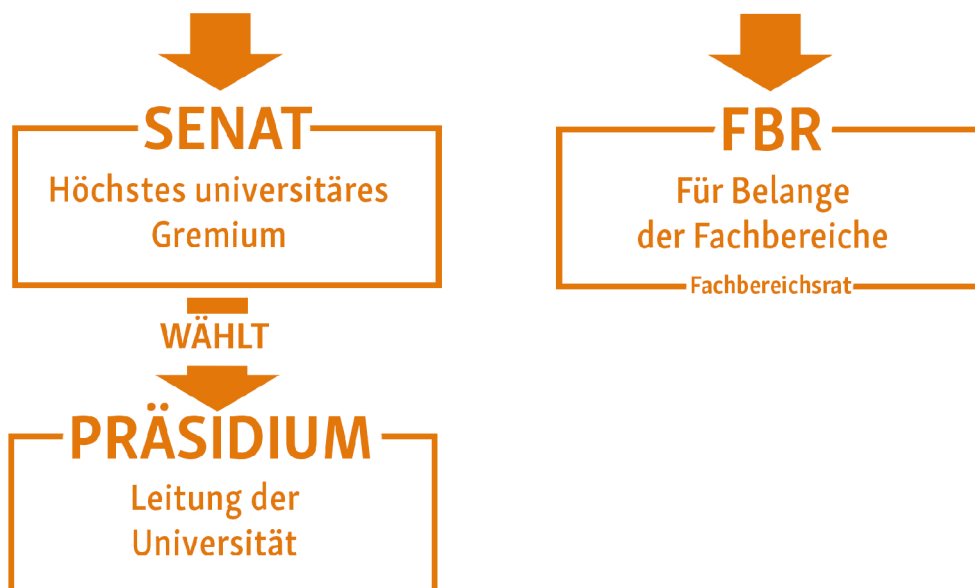 SENAT
Höchstes universitäres
Gremium
WÄHLT
PRÄSIDIUM
Leitung der
Universität
FBR
Für Belange
der Fachbereiche
Fachbereichsrat